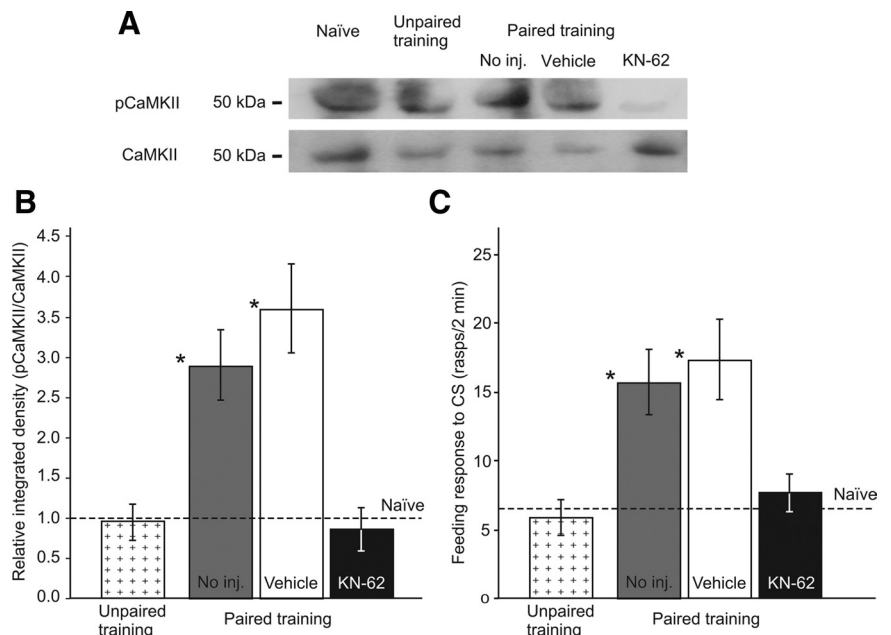 A
Naïve
Unpaired
training
Paired training
No inj.
Vehicle
KN-62
pCaMKII
50 kDa
CaMKII
50 kDa
B
Relative integrated density (pCaMKII/CaMKII)
4.5
4.0
3.5
3.0
2.5
2.0
1.5
1.0
0.5
0.0
*
*
Naïve
No inj.
Vehicle
KN-62
Unpaired
training
Paired training
C
Feeding response to CS (rasps/2 min)
25
20
15
10
5
0
*
*
Naïve
No inj.
Vehicle
KN-62
Unpaired
training
Paired training